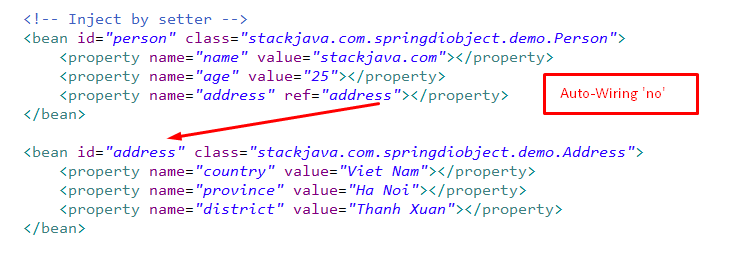 <!-- Inject by setter -->
<bean id="person" class="stackjava.com.springdiobject.demo.Person">
    <property name="name" value="stackjava.com"></property>
    <property name="age" value="25"></property>
    <property name="address" ref="address"></property>
Auto-Wiring 'no'
</bean>
<bean id="address" class="stackjava.com.springdiobject.demo.Address">
    <property name="country" value="Viet Nam"></property>
    <property name="province" value="Ha Noi"></property>
    <property name="district" value="Thanh Xuan"></property>
</bean>